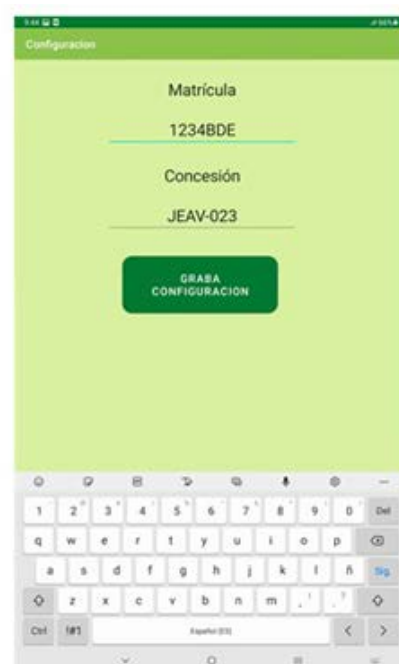 Configuracion
Matrícula
1234BDE
Concesión
JEAV-023
GRABA
CONFIGURACION
1 2 3 4 5 6 7 8 9 0 Del
q w e r t y u i o p
a s d f g h j k l ñ Sig.
z x c v b n m , ! . ?
Ctrl !#1 Español (ES) < >